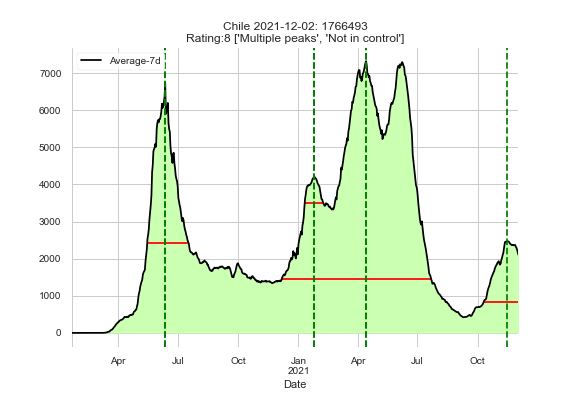 Chile 2021-12-02: 1766493
Rating:8 ['Multiple peaks', 'Not in control']
Average-7d
7000
6000
5000
4000
3000
2000
1000
0
Apr Jul Oct Jan Apr Jul Oct
2021
Date